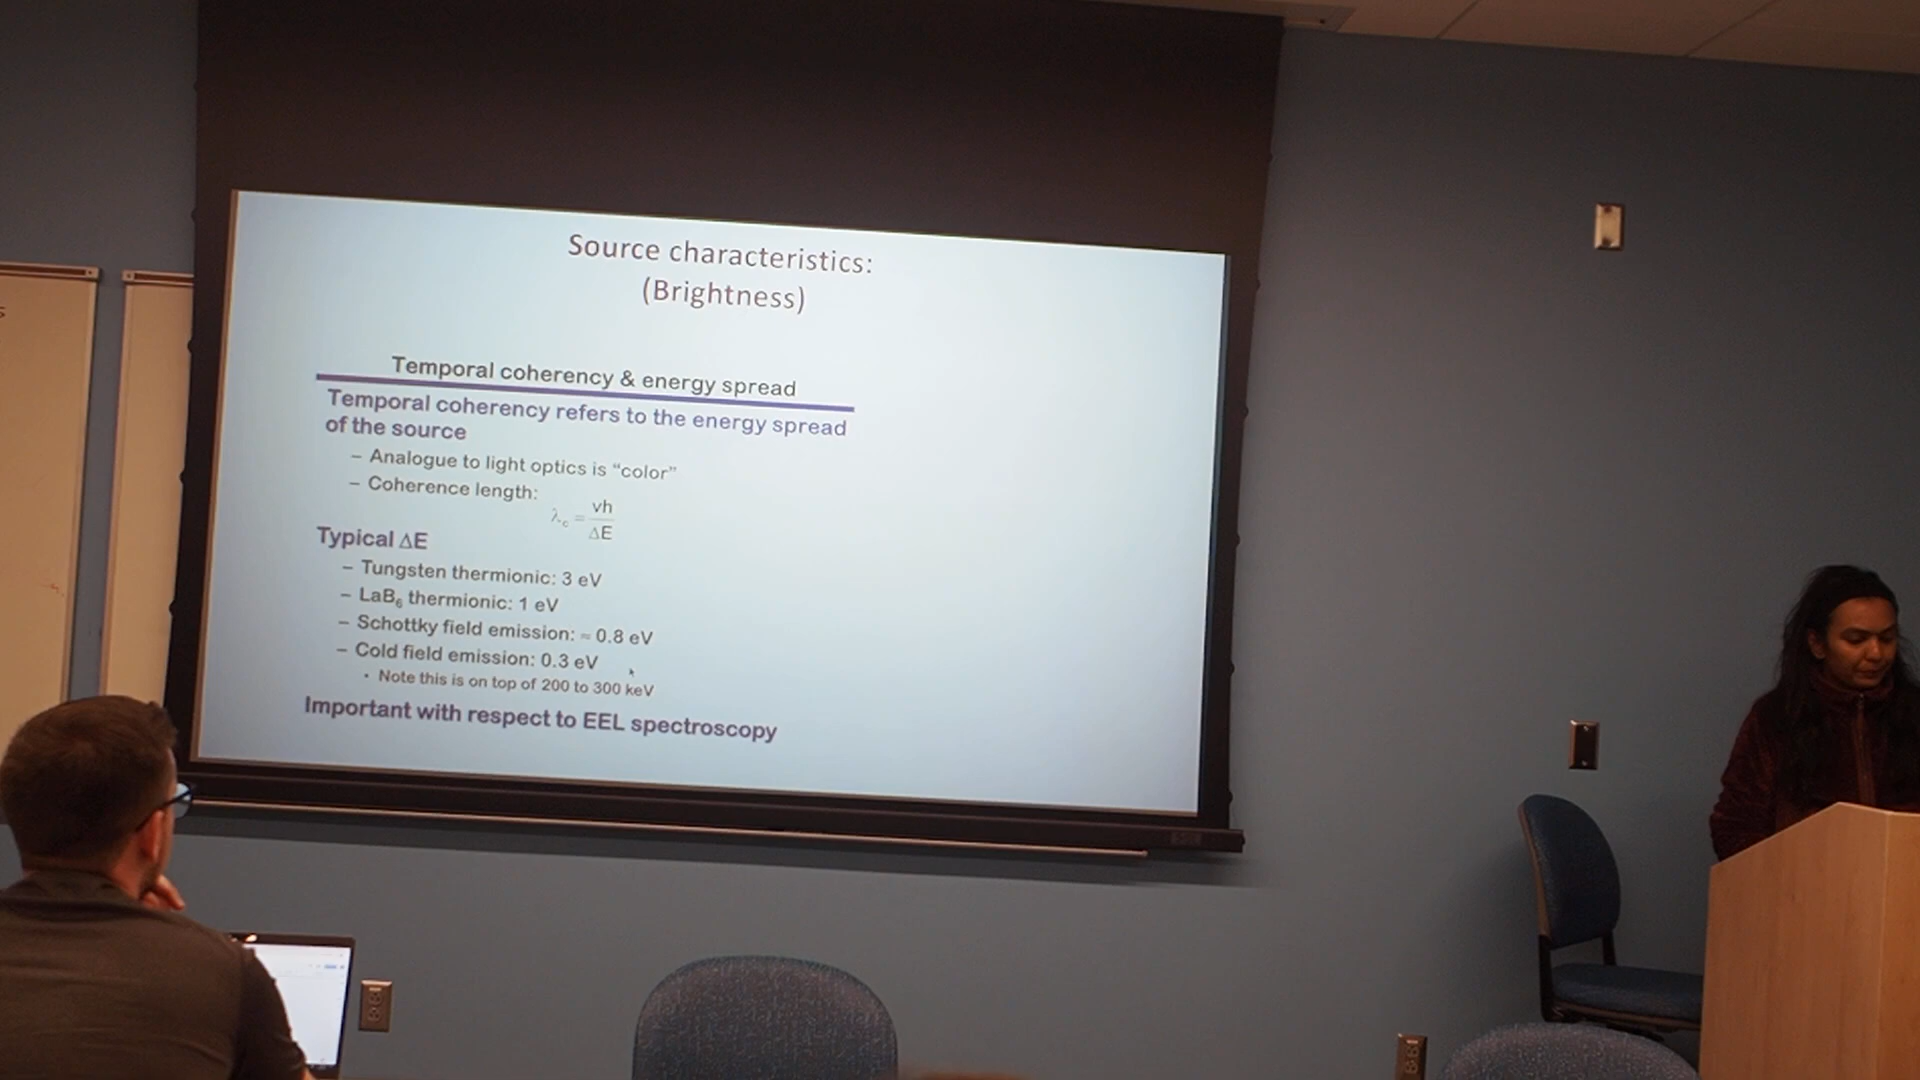 Source characteristics:
(Brightness)
Temporal coherency & energy spread
Temporal coherency refers to the energy spread
of the source
– Analogue to light optics is “color”
– Coherence length:
λc = vh / ΔE
Typical ΔE
– Tungsten thermionic: 3 eV
– LaB6 thermionic: 1 eV
– Schottky field emission: ≈ 0.8 eV
– Cold field emission: 0.3 eV
• Note this is on top of 200 to 300 keV
Important with respect to EEL spectroscopy